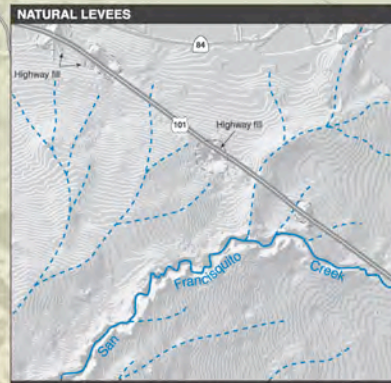 NATURAL LEVEES
84
Highway fill
101
Highway fill
San
Francisquito
Creek